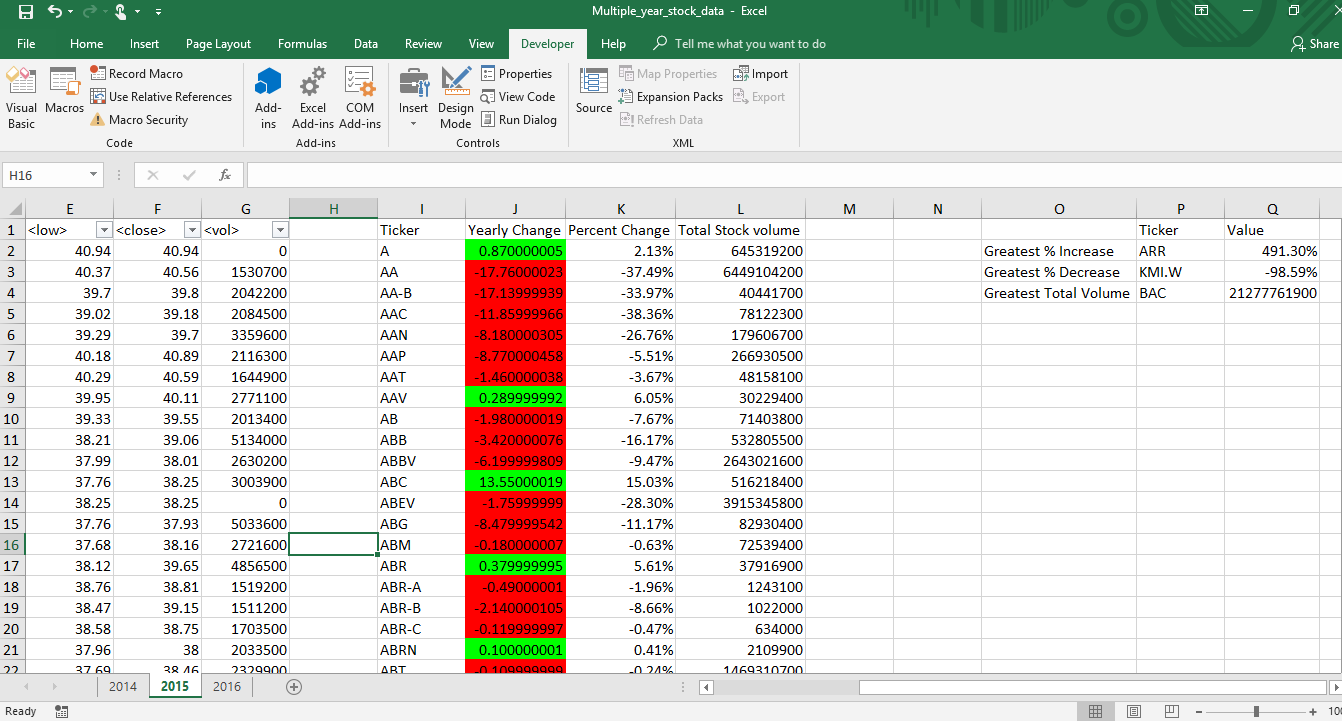 Multiple_year_stock_data - Excel
File Home Insert Page Layout Formulas Data Review View Developer Help Tell me what you want to do Share
Visual Basic
Macros
Record Macro
Use Relative References
Macro Security
Code
Add-ins
Excel Add-ins
COM Add-ins
Add-ins
Insert
Design Mode
Properties
View Code
Run Dialog
Controls
Source
Map Properties
Expansion Packs
Refresh Data
Import
Export
XML
H16 fx
E F G H I J K L M N O P Q
1 <low> <close> <vol> Ticker Yearly Change Percent Change Total Stock volume Ticker Value
2 40.94 40.94 0 A 0.870000005 2.13% 645319200 Greatest % Increase ARR 491.30%
3 40.37 40.56 1530700 AA -17.76000023 -37.49% 6449104200 Greatest % Decrease KMI.W -98.59%
4 39.7 39.8 2042200 AA-B -17.13999939 -33.97% 40441700 Greatest Total Volume BAC 21277761900
5 39.02 39.18 2084500 AAC -11.85999966 -38.36% 78122300
6 39.29 39.7 3359600 AAN -8.180000305 -26.76% 179606700
7 40.18 40.89 2116300 AAP -8.770000458 -5.51% 266930500
8 40.29 40.59 1644900 AAT -1.460000038 -3.67% 48158100
9 39.95 40.11 2771100 AAV 0.289999992 6.05% 30229400
10 39.33 39.55 2013400 AB -1.980000019 -7.67% 71403800
11 38.21 39.06 5134000 ABB -3.420000076 -16.17% 532805500
12 37.99 38.01 2630200 ABBV -6.199999809 -9.47% 2643021600
13 37.76 38.25 3003900 ABC 13.55000019 15.03% 516218400
14 38.25 38.25 0 ABEV -1.75999999 -28.30% 3915345800
15 37.76 37.93 5033600 ABG -8.479999542 -11.17% 82930400
16 37.68 38.16 2721600 ABM -0.180000007 -0.63% 72539400
17 38.12 39.65 4856500 ABR 0.379999995 5.61% 37916900
18 38.76 38.81 1519200 ABR-A -0.49000001 -1.96% 1243100
19 38.47 39.15 1511200 ABR-B -2.140000105 -8.66% 1022000
20 38.58 38.75 1703500 ABR-C -0.119999997 -0.47% 634000
21 37.96 38 2033500 ABRN 0.100000001 0.41% 2109900
22 37.69 38.46 2329900 ABT -0.109999999 -0.24% 1469310700
2014 2015 2016
Ready